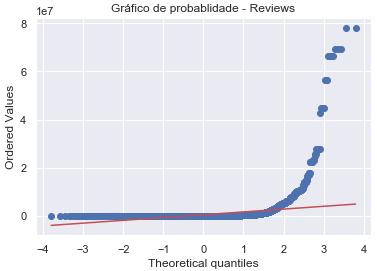 Gráfico de probablidade - Reviews
1e7
8
6
4
2
0
Ordered Values
−4 −3 −2 −1 0 1 2 3 4
Theoretical quantiles